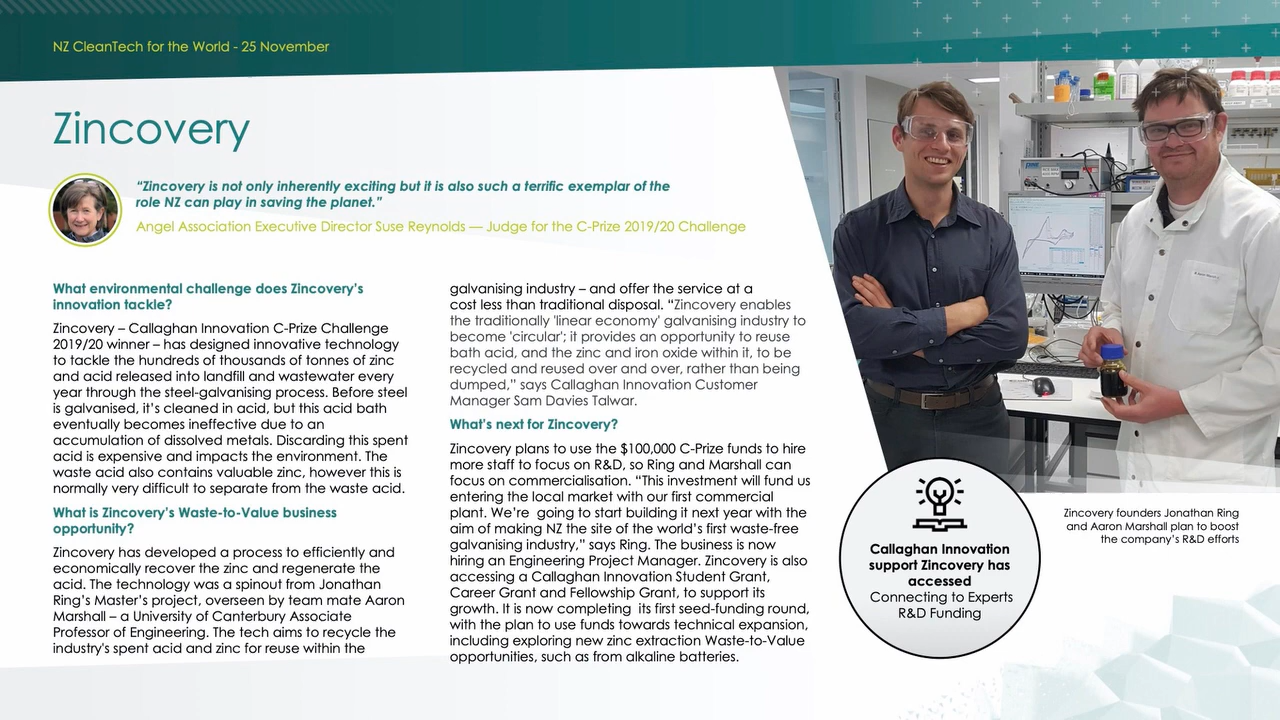 NZ CleanTech for the World - 25 November
Zincovery
“Zincovery is not only inherently exciting but it is also such a terrific exemplar of the
role NZ can play in saving the planet.”
Angel Association Executive Director Suse Reynolds — Judge for the C-Prize 2019/20 Challenge
What environmental challenge does Zincovery’s
innovation tackle?
Zincovery – Callaghan Innovation C-Prize Challenge
2019/20 winner – has designed innovative technology
to tackle the hundreds of thousands of tonnes of zinc
and acid released into landfill and wastewater every
year through the steel-galvanising process. Before steel
is galvanised, it’s cleaned in acid, but this acid bath
eventually becomes ineffective due to an
accumulation of dissolved metals. Discarding this spent
acid is expensive and impacts the environment. The
waste acid also contains valuable zinc, however this is
normally very difficult to separate from the waste acid.
What is Zincovery’s Waste-to-Value business
opportunity?
Zincovery has developed a process to efficiently and
economically recover the zinc and regenerate the
acid. The technology was a spinout from Jonathan
Ring’s Master’s project, overseen by team mate Aaron
Marshall – a University of Canterbury Associate
Professor of Engineering. The tech aims to recycle the
industry's spent acid and zinc for reuse within the
galvanising industry – and offer the service at a
cost less than traditional disposal. “Zincovery enables
the traditionally 'linear economy' galvanising industry to
become 'circular'; it provides an opportunity to reuse
bath acid, and the zinc and iron oxide within it, to be
recycled and reused over and over, rather than being
dumped,” says Callaghan Innovation Customer
Manager Sam Davies Talwar.
What’s next for Zincovery?
Zincovery plans to use the $100,000 C-Prize funds to hire
more staff to focus on R&D, so Ring and Marshall can
focus on commercialisation. “This investment will fund us
entering the local market with our first commercial
plant. We’re  going to start building it next year with the
aim of making NZ the site of the world’s first waste-free
galvanising industry,” says Ring. The business is now
hiring an Engineering Project Manager. Zincovery is also
accessing a Callaghan Innovation Student Grant,
Career Grant and Fellowship Grant, to support its
growth. It is now completing  its first seed-funding round,
with the plan to use funds towards technical expansion,
including exploring new zinc extraction Waste-to-Value
opportunities, such as from alkaline batteries.
Callaghan Innovation
support Zincovery has
accessed
Connecting to Experts
R&D Funding
Zincovery founders Jonathan Ring
and Aaron Marshall plan to boost
the company’s R&D efforts